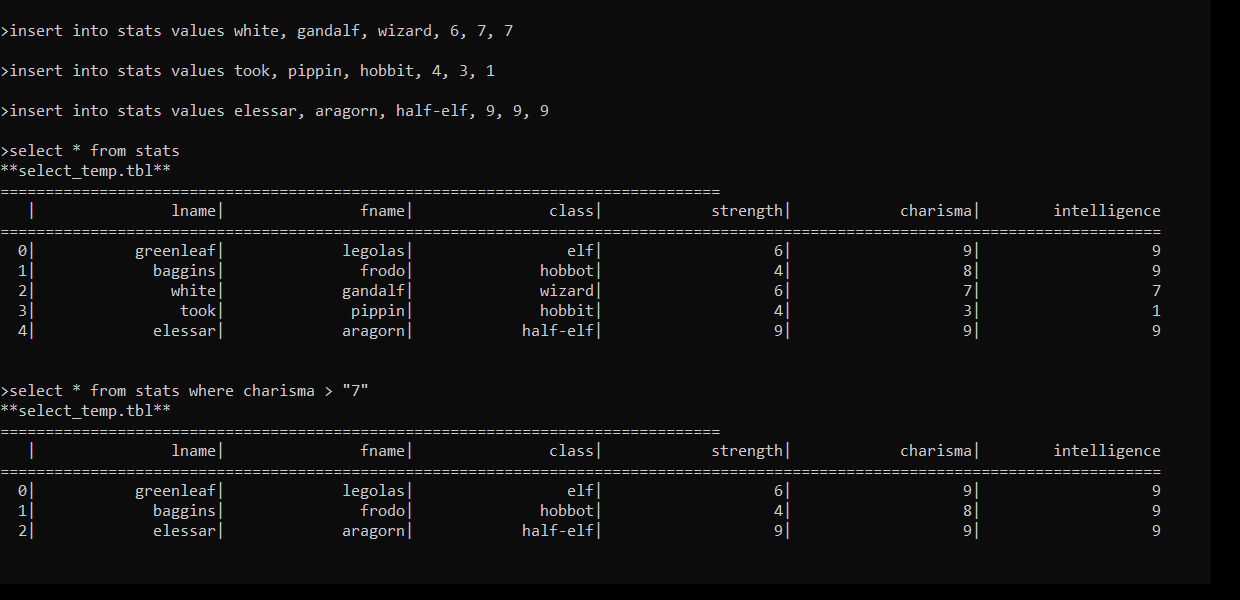 >insert into stats values white, gandalf, wizard, 6, 7, 7
>insert into stats values took, pippin, hobbit, 4, 3, 1
>insert into stats values elessar, aragorn, half-elf, 9, 9, 9
>select * from stats
**select_temp.tbl**
================================================================================
| lname| fname| class| strength| charisma| intelligence
=================================================================================================================================
0| greenleaf| legolas| elf| 6| 9| 9
1| baggins| frodo| hobbot| 4| 8| 9
2| white| gandalf| wizard| 6| 7| 7
3| took| pippin| hobbit| 4| 3| 1
4| elessar| aragorn| half-elf| 9| 9| 9
>select * from stats where charisma > "7"
**select_temp.tbl**
================================================================================
| lname| fname| class| strength| charisma| intelligence
=================================================================================================================================
0| greenleaf| legolas| elf| 6| 9| 9
1| baggins| frodo| hobbot| 4| 8| 9
2| elessar| aragorn| half-elf| 9| 9| 9